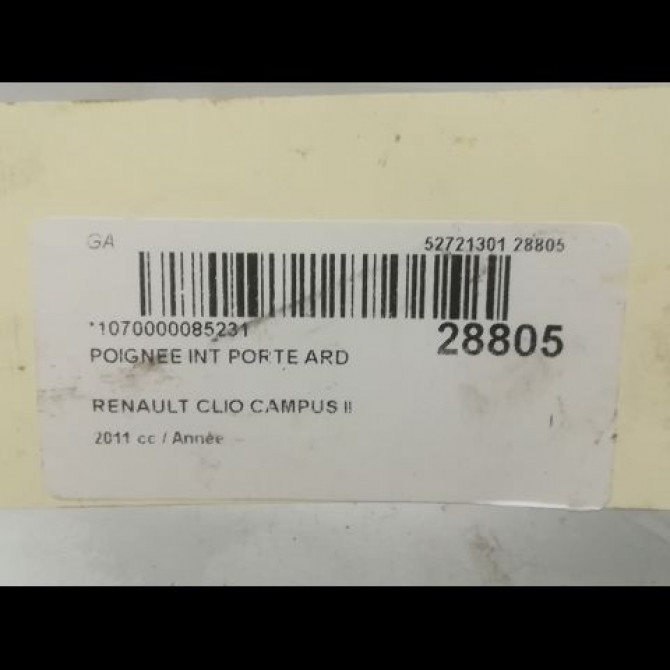 GA 52721301 28805
*1070000085231 28805
POIGNEE INT PORTE ARD
RENAULT CLIO CAMPUS II
2011 cc / Année